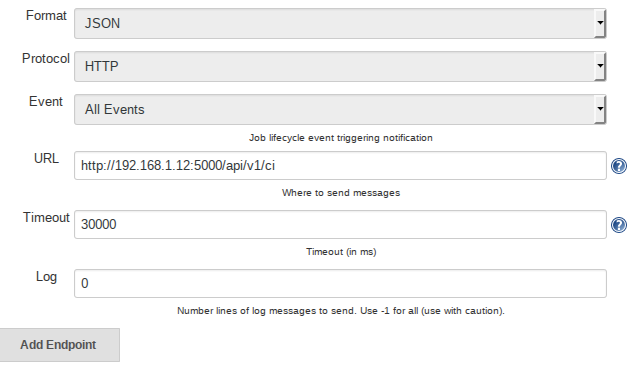 Format JSON
Protocol HTTP
Event All Events
Job lifecycle event triggering notification
URL http://192.168.1.12:5000/api/v1/ci ?
Where to send messages
Timeout 30000 ?
Timeout (in ms)
Log 0
Number lines of log messages to send. Use -1 for all (use with caution).
Add Endpoint